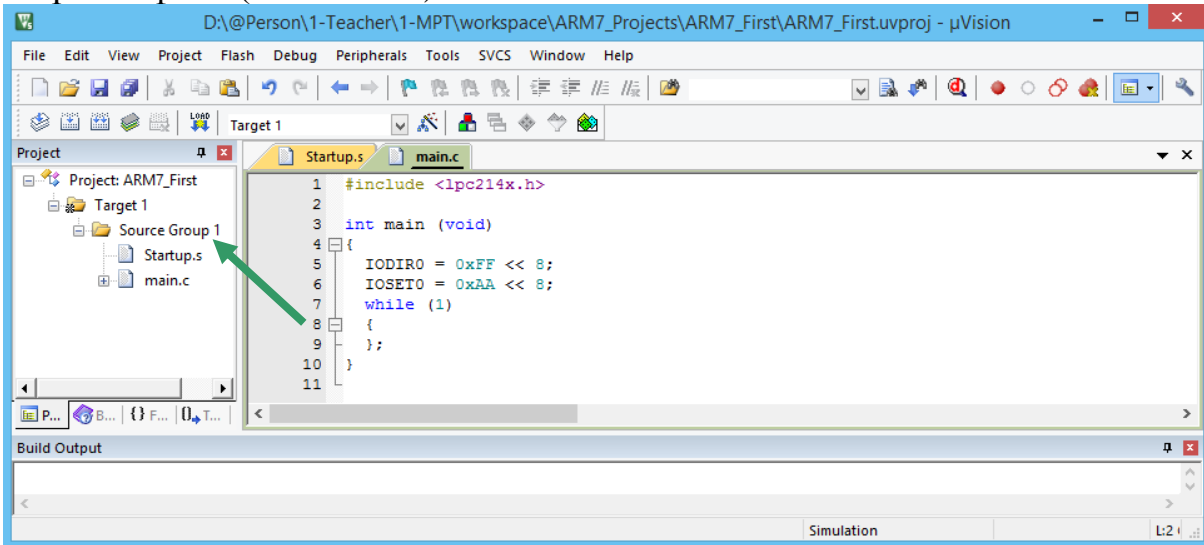 D:\@Person\1-Teacher\1-MPT\workspace\ARM7_Projects\ARM7_First\ARM7_First.uvproj - µVision
File Edit View Project Flash Debug Peripherals Tools SVCS Window Help
LOAD Target 1
Project
Startup.s main.c
Project: ARM7_First
Target 1
Source Group 1
Startup.s
main.c
1 #include <lpc214x.h>
2
3 int main (void)
4 {
5 IODIR0 = 0xFF << 8;
6 IOSET0 = 0xAA << 8;
7 while (1)
8 {
9 };
10 }
11
P... B... {} F... 0 T...
Build Output
Simulation L:2